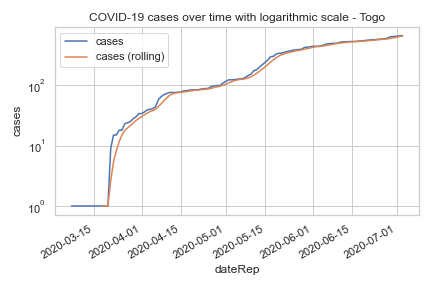 COVID-19 cases over time with logarithmic scale - Togo
cases
cases (rolling)
10²
10¹
10⁰
cases
2020-03-15
2020-04-01
2020-04-15
2020-05-01
2020-05-15
2020-06-01
2020-06-15
2020-07-01
dateRep